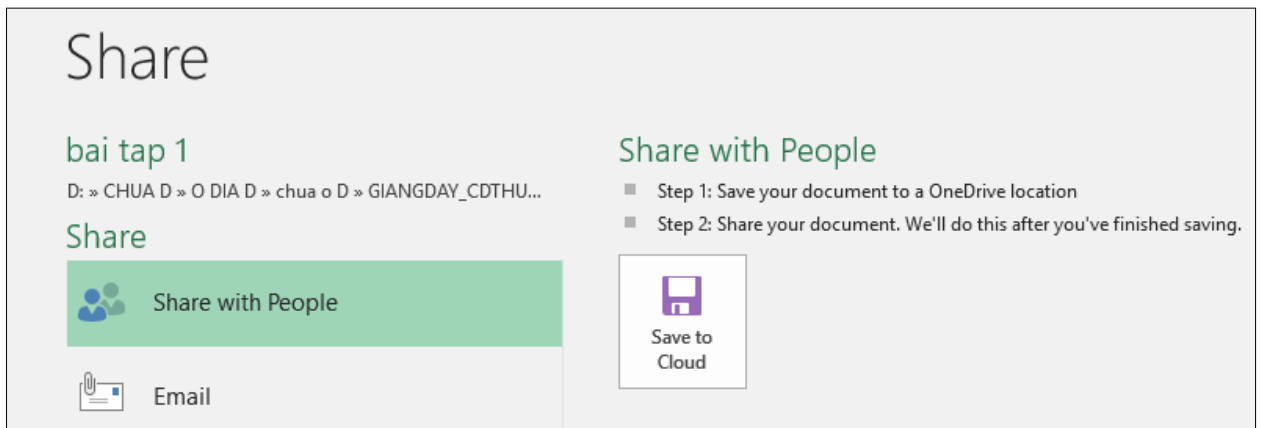 Share
bai tap 1
D: » CHUA D » O DIA D » chua o D » GIANGDAY_CDTHU...
Share
Share with People
Email
Share with People
Step 1: Save your document to a OneDrive location
Step 2: Share your document. We'll do this after you've finished saving.
Save to
Cloud